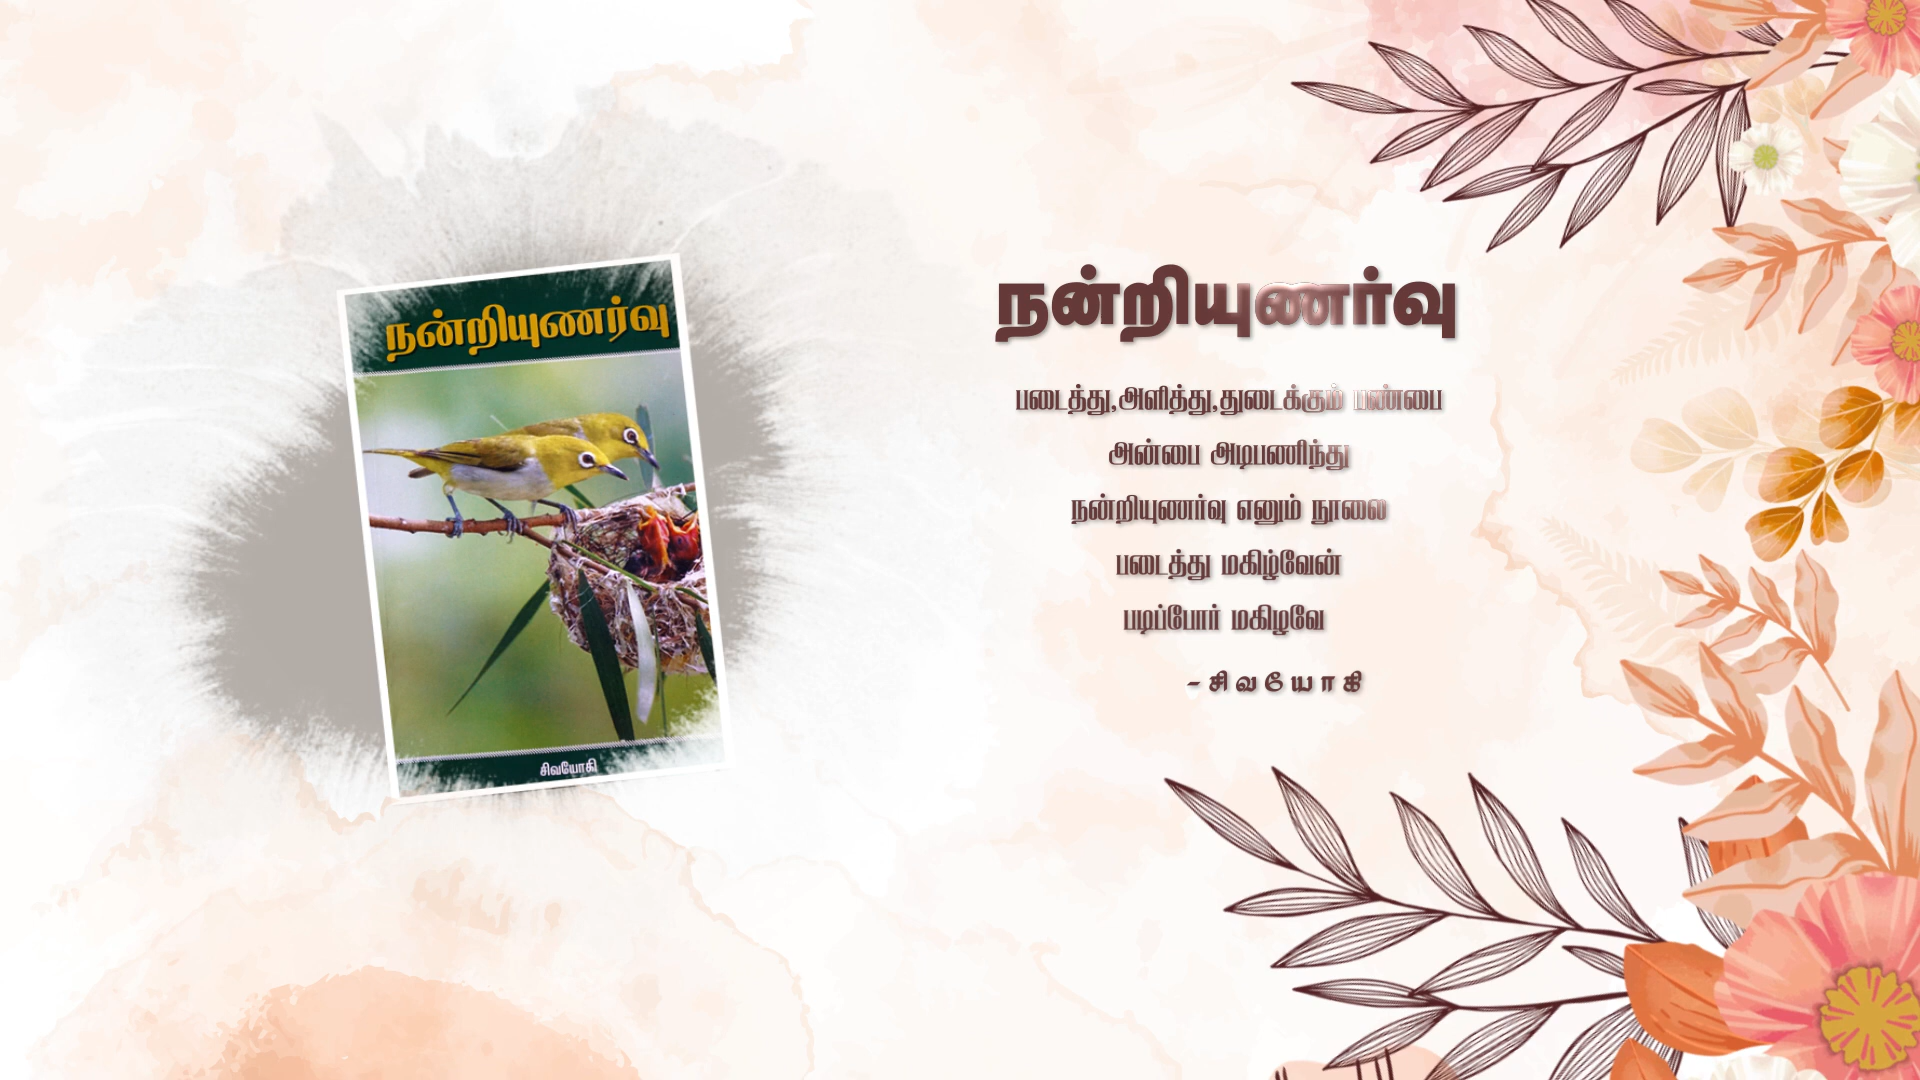 நன்றியுணர்வு
சிவயோகி
நன்றியுணர்வு
படைத்து,அளித்து,துடைக்கும் பண்பை
அன்பை அடிபணிந்து
நன்றியுணர்வு எனும் நூலை
படைத்து மகிழ்வேன்
படிப்போர் மகிழவே
- சிவயோகி